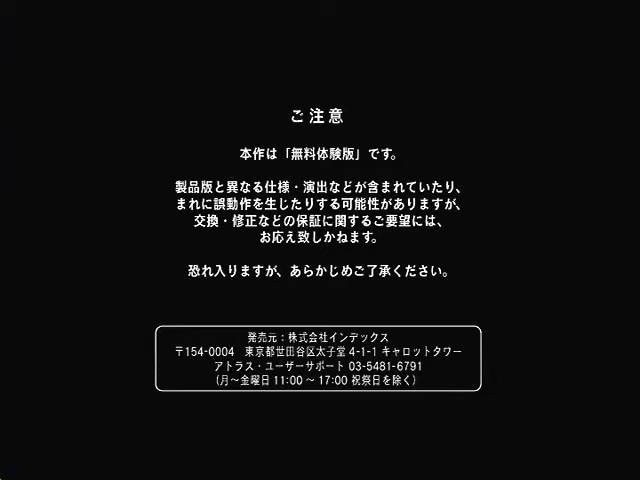 ご注意
本作は「無料体験版」です。
製品版と異なる仕様・演出などが含まれていたり、
まれに誤動作を生じたりする可能性がありますが、
交換・修正などの保証に関するご要望には、
お応え致しかねます。
恐れ入りますが、あらかじめご了承ください。
発売元：株式会社インデックス
〒154-0004　東京都世田谷区太子堂 4-1-1 キャロットタワー
アトラス・ユーザーサポート 03-5481-6791
（月～金曜日 11:00 ～ 17:00 祝祭日を除く）